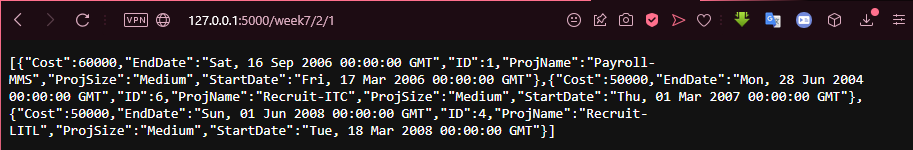 VPN 127.0.0.1:5000/week7/2/1
[{"Cost":60000,"EndDate":"Sat, 16 Sep 2006 00:00:00 GMT","ID":1,"ProjName":"Payroll-
MMS","ProjSize":"Medium","StartDate":"Fri, 17 Mar 2006 00:00:00 GMT"},{"Cost":50000,"EndDate":"Mon, 28 Jun 2004
00:00:00 GMT","ID":6,"ProjName":"Recruit-ITC","ProjSize":"Medium","StartDate":"Thu, 01 Mar 2007 00:00:00 GMT"},
{"Cost":50000,"EndDate":"Sun, 01 Jun 2008 00:00:00 GMT","ID":4,"ProjName":"Recruit-
LITL","ProjSize":"Medium","StartDate":"Tue, 18 Mar 2008 00:00:00 GMT"}]